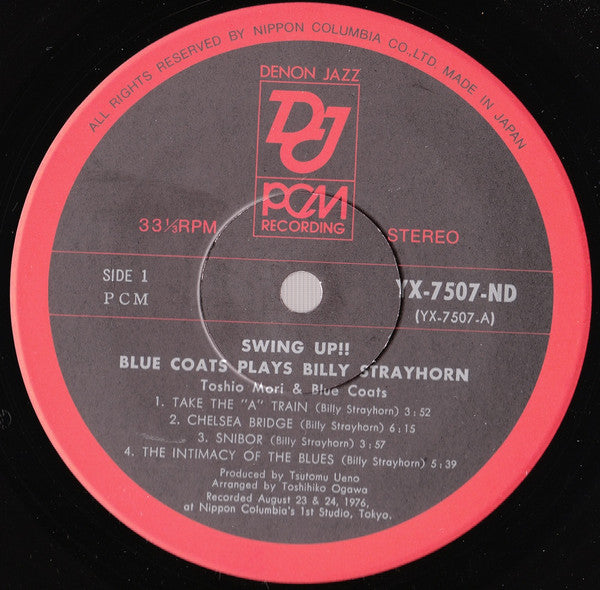 ALL RIGHTS RESERVED BY NIPPON COLUMBIA CO., LTD. MADE IN JAPAN
DENON JAZZ
DJ
PCM
RECORDING
33⅓RPM
STEREO
SIDE 1
PCM
YX-7507-ND
(YX-7507-A)
SWING UP!!
BLUE COATS PLAYS BILLY STRAYHORN
Toshio Mori & Blue Coats
1. TAKE THE "A" TRAIN (Billy Strayhorn) 3:52
2. CHELSEA BRIDGE (Billy Strayhorn) 6:15
3. SNIBOR (Billy Strayhorn) 3:57
4. THE INTIMACY OF THE BLUES (Billy Strayhorn) 5:39
Produced by Tsutomu Ueno
Arranged by Toshihiko Ogawa
Recorded August 23 & 24, 1976,
at Nippon Columbia's 1st Studio, Tokyo.